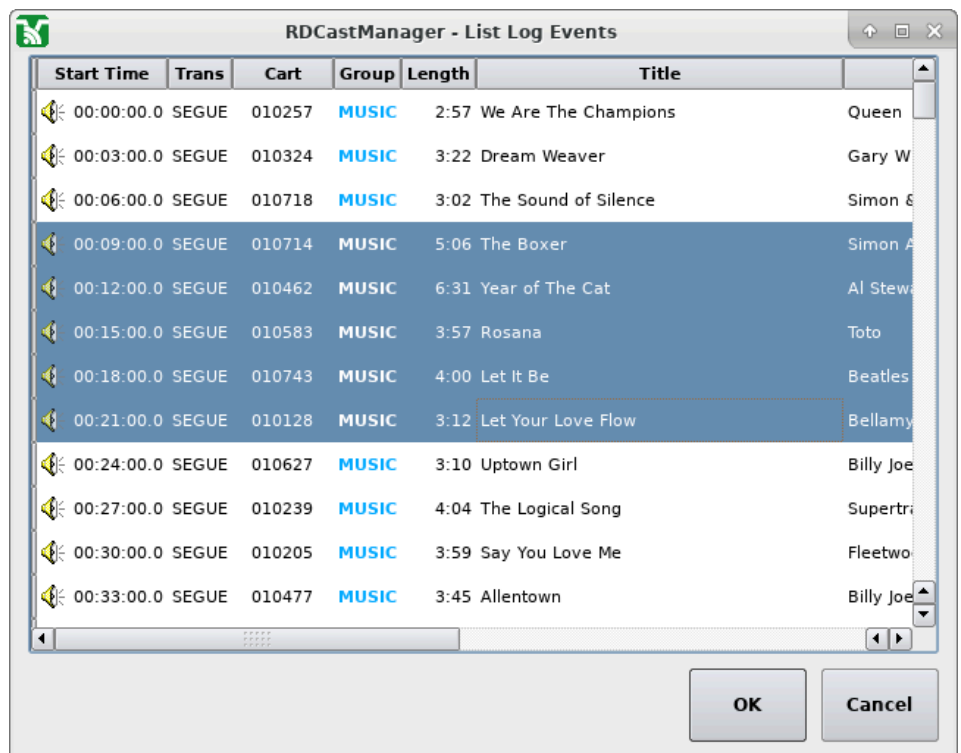 RDCastManager - List Log Events
Start Time Trans Cart Group Length Title
00:00:00.0 SEGUE 010257 MUSIC 2:57 We Are The Champions Queen
00:03:00.0 SEGUE 010324 MUSIC 3:22 Dream Weaver Gary W
00:06:00.0 SEGUE 010718 MUSIC 3:02 The Sound of Silence Simon &
00:09:00.0 SEGUE 010714 MUSIC 5:06 The Boxer Simon A
00:12:00.0 SEGUE 010462 MUSIC 6:31 Year of The Cat Al Stewa
00:15:00.0 SEGUE 010583 MUSIC 3:57 Rosana Toto
00:18:00.0 SEGUE 010743 MUSIC 4:00 Let It Be Beatles
00:21:00.0 SEGUE 010128 MUSIC 3:12 Let Your Love Flow Bellamy
00:24:00.0 SEGUE 010627 MUSIC 3:10 Uptown Girl Billy Joe
00:27:00.0 SEGUE 010239 MUSIC 4:04 The Logical Song Supertra
00:30:00.0 SEGUE 010205 MUSIC 3:59 Say You Love Me Fleetwo
00:33:00.0 SEGUE 010477 MUSIC 3:45 Allentown Billy Joe
OK Cancel